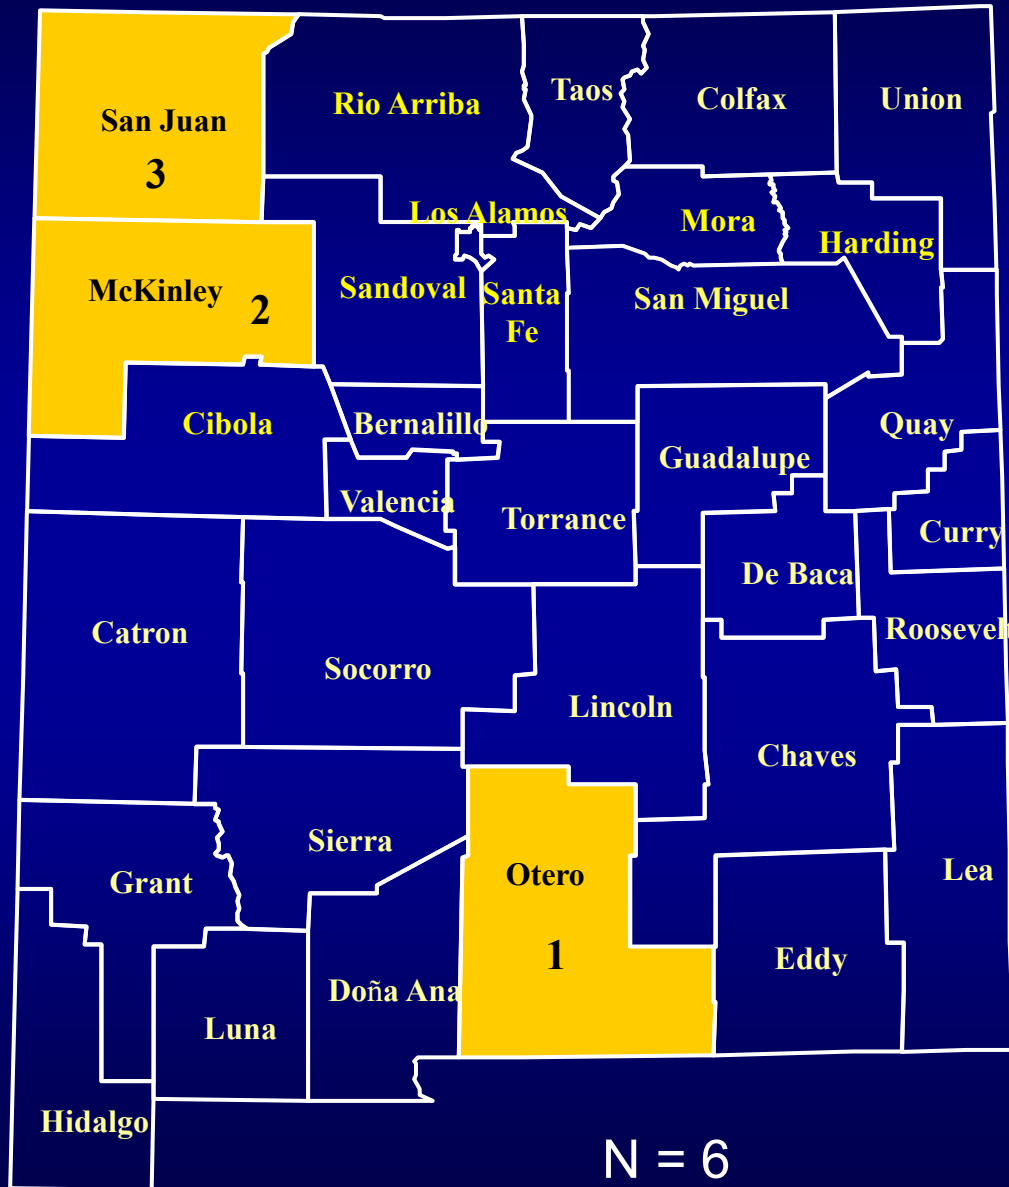 Taos
Colfax
Union
Rio Arriba
San Juan
3
Los Alamos
Mora
Harding
McKinley
2
Sandoval
Santa
Fe
San Miguel
Cibola
Bernalillo
Quay
Guadalupe
Valencia
Torrance
Curry
De Baca
Catron
Roosevelt
Socorro
Lincoln
Chaves
Sierra
Otero
1
Grant
Lea
Eddy
Doña Ana
Luna
Hidalgo
N = 6